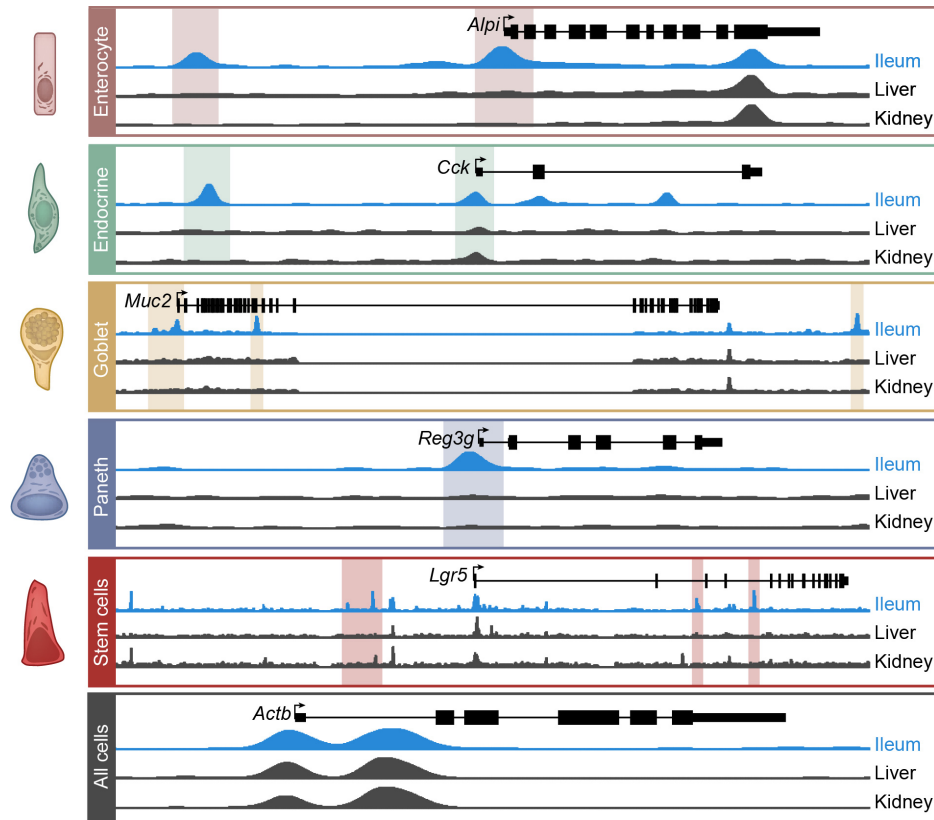 Enterocyte
Alpi
Ileum
Liver
Kidney
Endocrine
Cck
Ileum
Liver
Kidney
Goblet
Muc2
Ileum
Liver
Kidney
Paneth
Reg3g
Ileum
Liver
Kidney
Stem cells
Lgr5
Ileum
Liver
Kidney
All cells
Actb
Ileum
Liver
Kidney